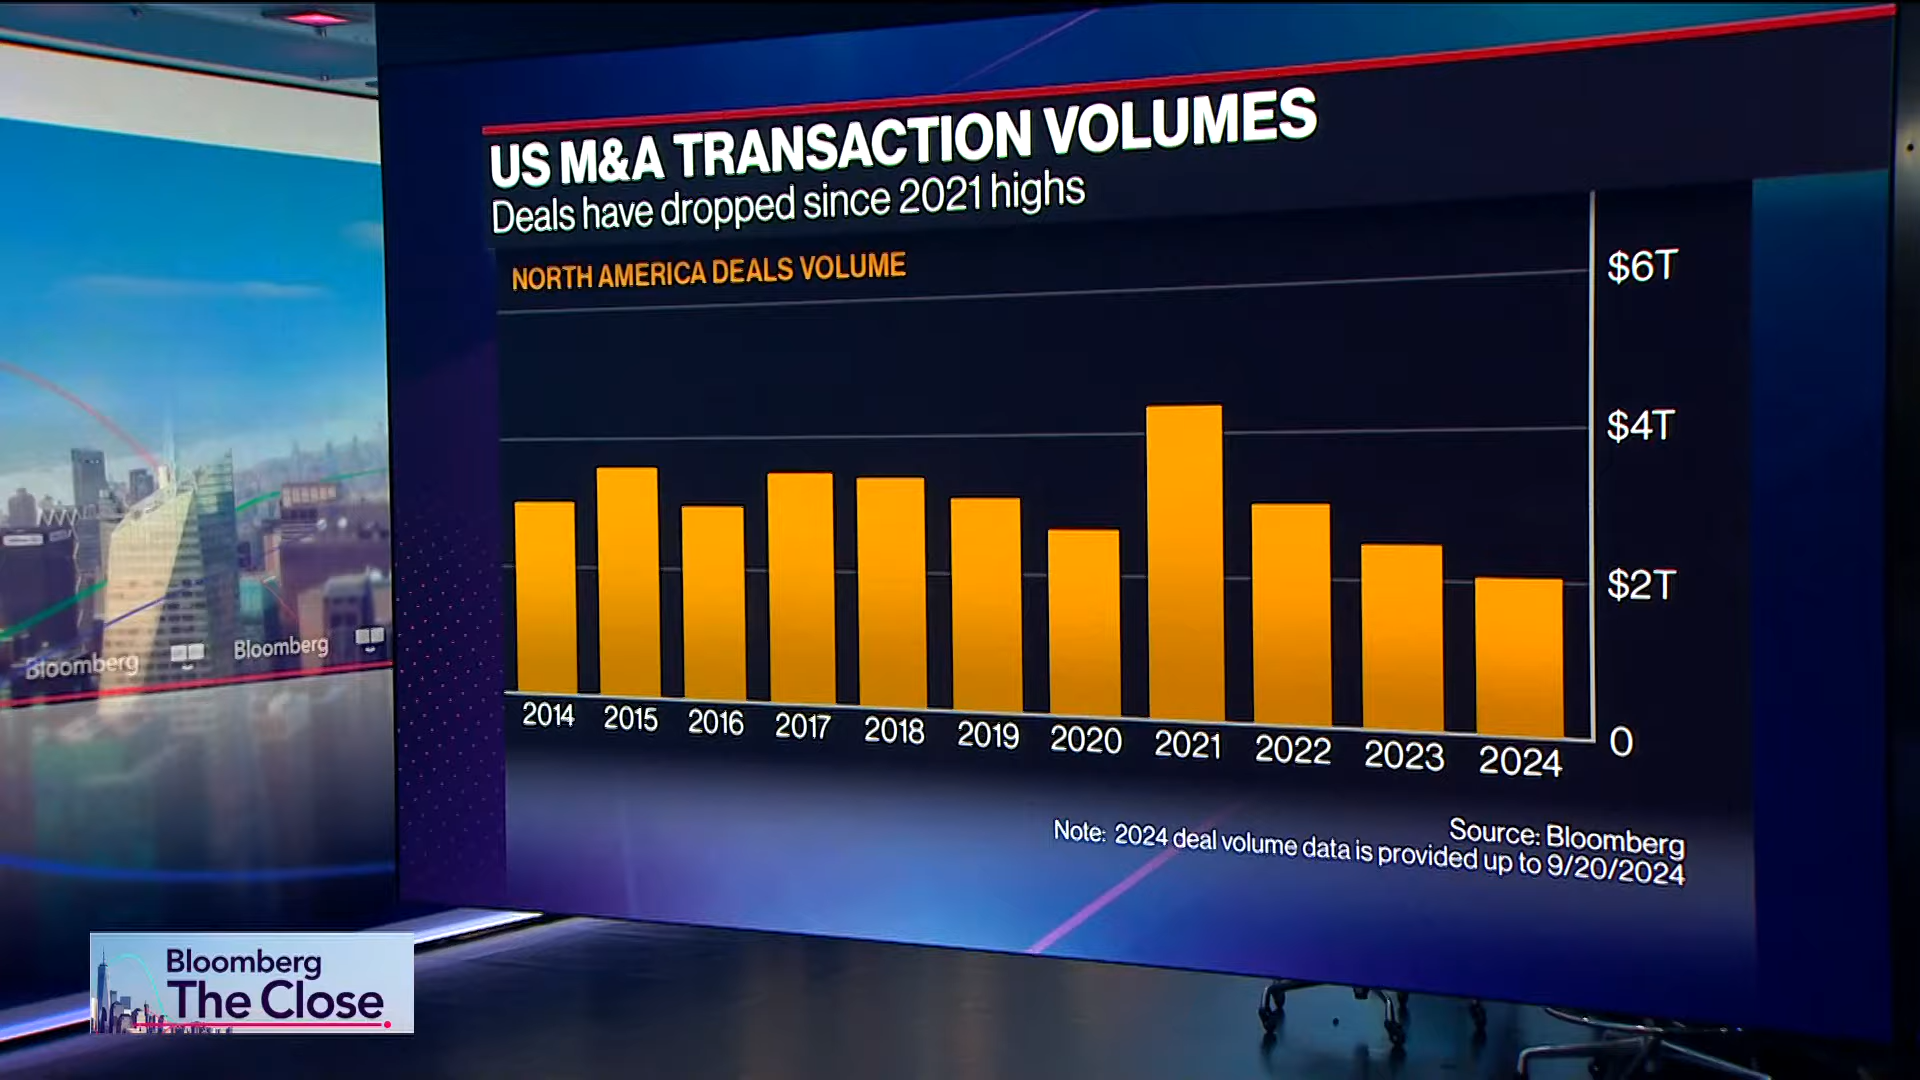 US M&A TRANSACTION VOLUMES
Deals have dropped since 2021 highs
NORTH AMERICA DEALS VOLUME
$6T
$4T
$2T
0
2014 2015 2016 2017 2018 2019 2020 2021 2022 2023 2024
Source: Bloomberg
Note: 2024 deal volume data is provided up to 9/20/2024
Bloomberg Bloomberg
Bloomberg
The Close